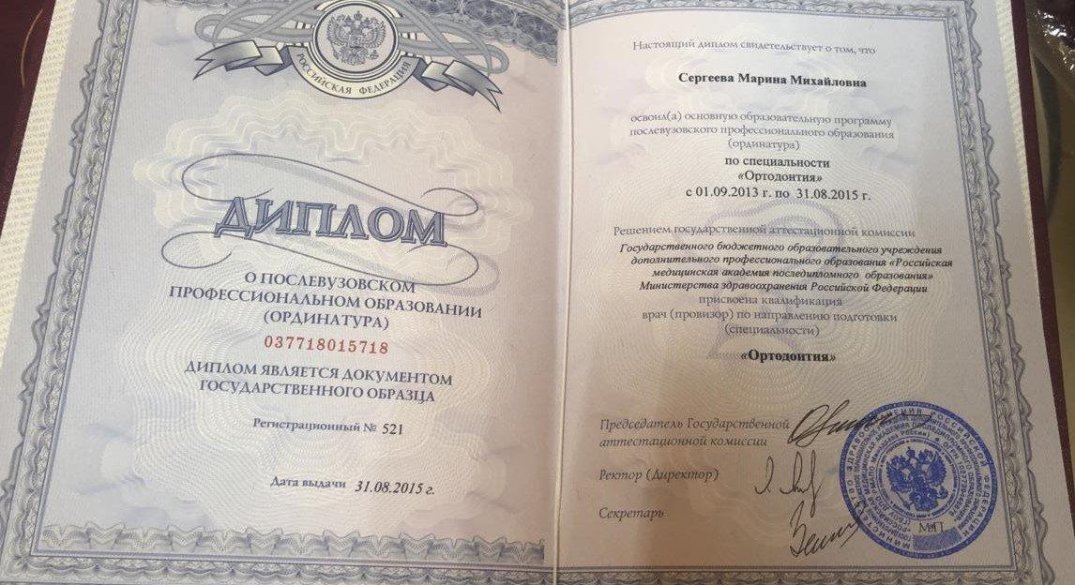 РОССИЙСКАЯ ФЕДЕРАЦИЯ
ДИПЛОМ
О ПОСЛЕВУЗОВСКОМ
ПРОФЕССИОНАЛЬНОМ ОБРАЗОВАНИИ
(ОРДИНАТУРА)
037718015718
ДИПЛОМ ЯВЛЯЕТСЯ ДОКУМЕНТОМ
ГОСУДАРСТВЕННОГО ОБРАЗЦА
Регистрационный № 521
Дата выдачи 31.08.2015 г.
Настоящий диплом свидетельствует о том, что
Сергеева Марина Михайловна
освоил(а) основную образовательную программу
послевузовского профессионального образования
(ординатура)
по специальности
«Ортодонтия»
с 01.09.2013 г. по 31.08.2015 г.
Решением государственной аттестационной комиссии
Государственного бюджетного образовательного учреждения
дополнительного профессионального образования «Российская
медицинская академия последипломного образования»
Министерства здравоохранения Российской Федерации
присвоена квалификация
врач (провизор) по направлению подготовки
(специальности)
«Ортодонтия»
Председатель Государственной
аттестационной комиссии
Ректор (Директор)
Секретарь
МП